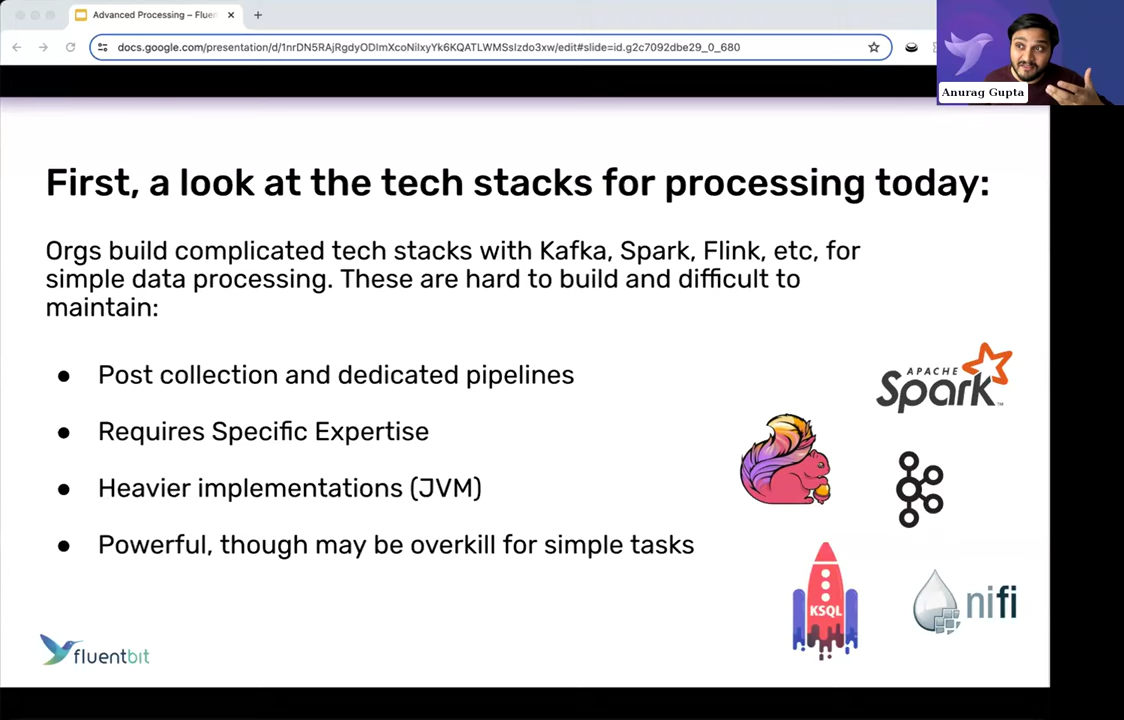 Advanced Processing – Fluen
docs.google.com/presentation/d/1nrDN5RAjRgdyODImXcoNilxyYk6KQATLWMSsIzdo3xw/edit#slide=id.g2c7092dbe29_0_680
Anurag Gupta
First, a look at the tech stacks for processing today:
Orgs build complicated tech stacks with Kafka, Spark, Flink, etc, for
simple data processing. These are hard to build and difficult to
maintain:
● Post collection and dedicated pipelines
● Requires Specific Expertise
● Heavier implementations (JVM)
● Powerful, though may be overkill for simple tasks
APACHE
Spark™
KSQL
nifi
fluentbit